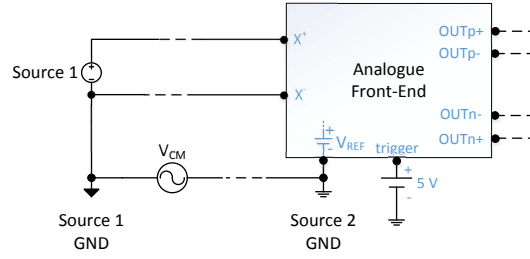 X+
OUTp+
OUTp-
Source 1
+
-
Analogue
Front-End
X-
OUTn-
OUTn+
VCM
+
VREF
trigger
+
5 V
-
Source 1
GND
Source 2
GND